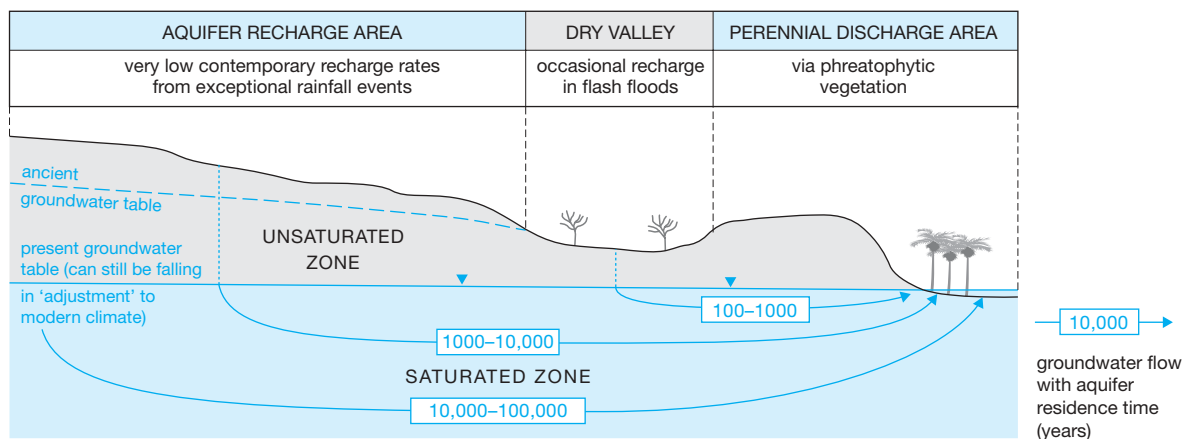 AQUIFER RECHARGE AREA
DRY VALLEY
PERENNIAL DISCHARGE AREA
very low contemporary recharge rates
from exceptional rainfall events
occasional recharge
in flash floods
via phreatophytic
vegetation
ancient
groundwater table
UNSATURATED
ZONE
present groundwater
table (can still be falling
in ‘adjustment’ to
modern climate)
100–1000
1000–10,000
SATURATED ZONE
10,000–100,000
10,000
groundwater flow
with aquifer
residence time
(years)